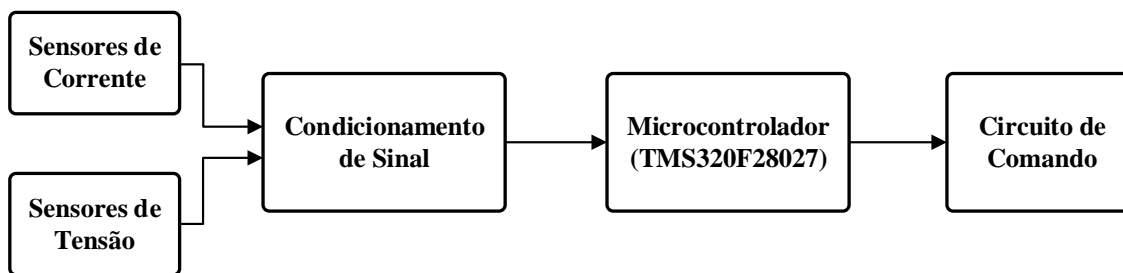 Sensores de
Corrente
Sensores de
Tensão
Condicionamento
de Sinal
Microcontrolador
(TMS320F28027)
Circuito de
Comando